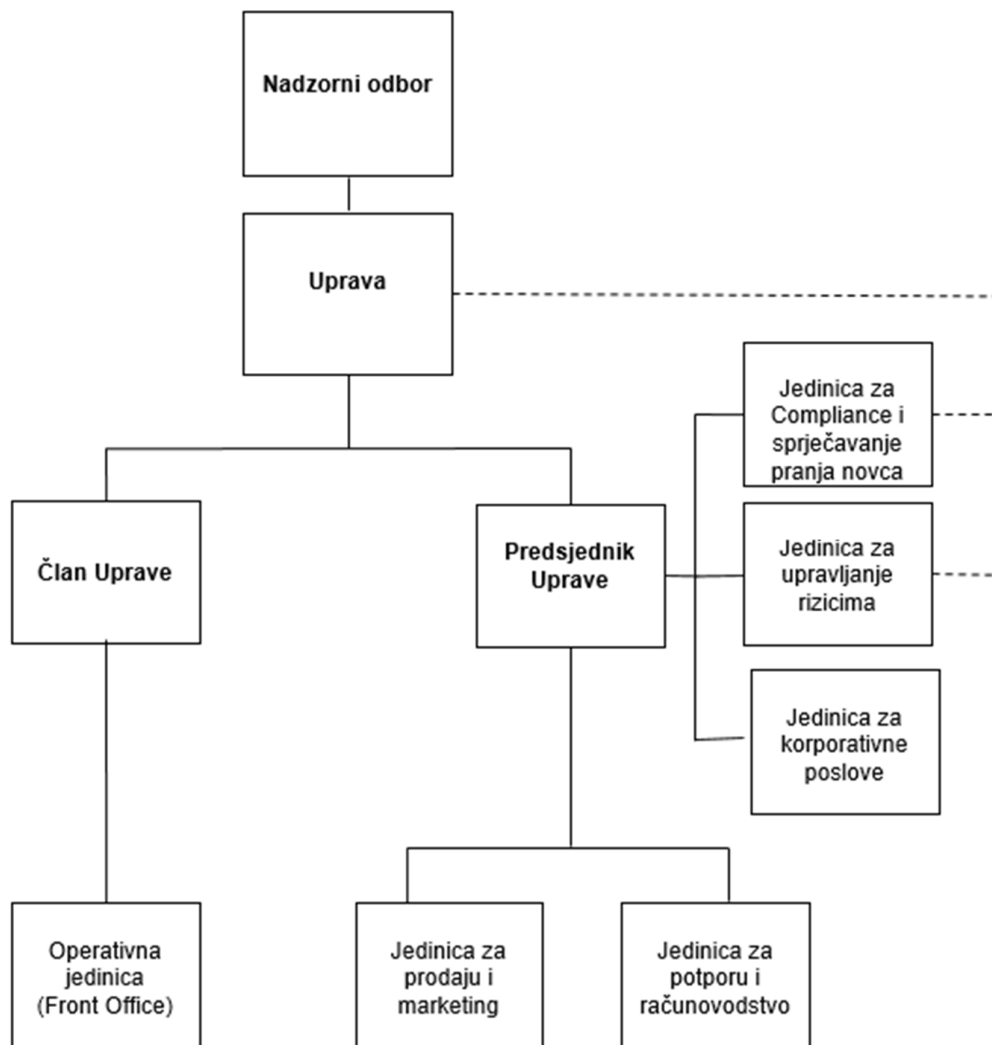 Nadzorni odbor
Uprava
Jedinica za
Compliance i
sprječavanje
pranja novca
Član Uprave
Predsjednik
Uprave
Jedinica za
upravljanje
rizicima
Jedinica za
korporativne
poslove
Operativna
jedinica
(Front Office)
Jedinica za
prodaju i
marketing
Jedinica za
potporu i
računovodstvo